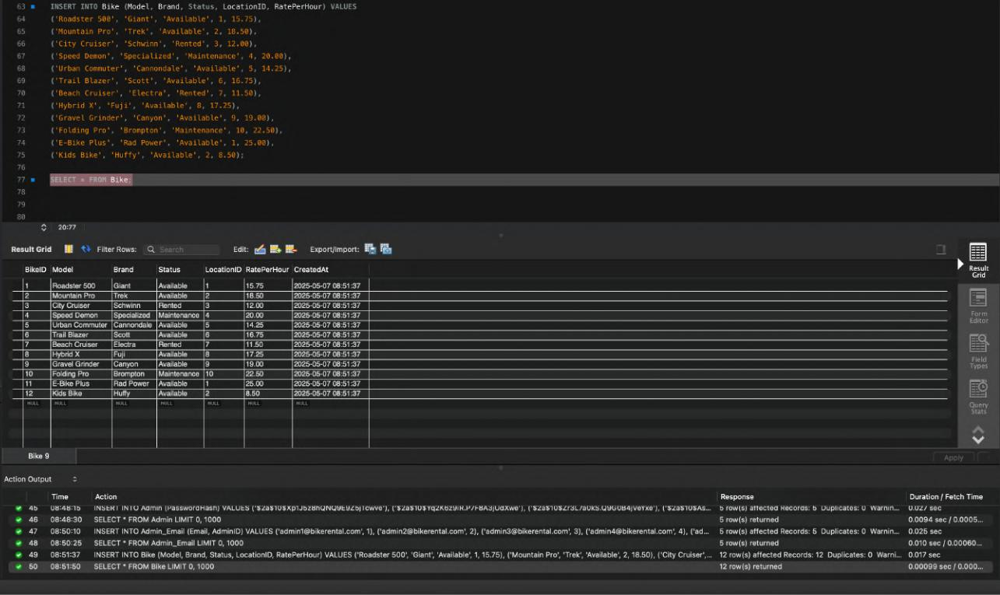 63 INSERT INTO Bike (Model, Brand, Status, LocationID, RatePerHour) VALUES
64 ('Roadster 500', 'Giant', 'Available', 1, 15.75),
65 ('Mountain Pro', 'Trek', 'Available', 2, 18.50),
66 ('City Cruiser', 'Schwinn', 'Rented', 3, 12.00),
67 ('Speed Demon', 'Specialized', 'Maintenance', 4, 20.00),
68 ('Urban Commuter', 'Cannondale', 'Available', 5, 14.25),
69 ('Trail Blazer', 'Scott', 'Available', 6, 16.75),
70 ('Beach Cruiser', 'Electra', 'Rented', 7, 11.50),
71 ('Hybrid X', 'Fuji', 'Available', 8, 17.25),
72 ('Gravel Grinder', 'Canyon', 'Available', 9, 19.00),
73 ('Folding Pro', 'Brompton', 'Maintenance', 10, 22.50),
74 ('E-Bike Plus', 'Rad Power', 'Available', 1, 25.00),
75 ('Kids Bike', 'Huffy', 'Available', 2, 8.50);
76
77 SELECT * FROM Bike;
78
79
80
20:77
Result Grid Filter Rows: Search Edit: Export/Import:
BikeID Model Brand Status LocationID RatePerHour CreatedAt
1 Roadster 500 Giant Available 1 15.75 2025-05-07 08:51:37
2 Mountain Pro Trek Available 2 18.50 2025-05-07 08:51:37
3 City Cruiser Schwinn Rented 3 12.00 2025-05-07 08:51:37
4 Speed Demon Specialized Maintenance 4 20.00 2025-05-07 08:51:37
5 Urban Commuter Cannondale Available 5 14.25 2025-05-07 08:51:37
6 Trail Blazer Scott Available 6 16.75 2025-05-07 08:51:37
7 Beach Cruiser Electra Rented 7 11.50 2025-05-07 08:51:37
8 Hybrid X Fuji Available 8 17.25 2025-05-07 08:51:37
9 Gravel Grinder Canyon Available 9 19.00 2025-05-07 08:51:37
10 Folding Pro Brompton Maintenance 10 22.50 2025-05-07 08:51:37
11 E-Bike Plus Rad Power Available 1 25.00 2025-05-07 08:51:37
12 Kids Bike Huffy Available 2 8.50 2025-05-07 08:51:37
NULL NULL NULL NULL NULL NULL NULL
Result
Grid
Form
Editor
Field
Types
Query
Stats
Bike 9 Apply
Action Output
Time Action Response Duration / Fetch Time
45 08:48:15 INSERT INTO Admin (PasswordHash) VALUES 5 row(s) affected Records: 5 Duplicates: 0 Warnin... 0.027 sec
46 08:48:30 SELECT * FROM Admin LIMIT 0, 1000 5 row(s) returned 0.0094 sec / 0.0005...
47 08:50:10 INSERT INTO Admin_Email (Email, AdminID) VALUES ('admin1@bikerental.com', 1), ('admin2@bikerental.com', 2), ('admin3@bikerental.com', 3), ('admin4@bikerental.com', 4), ('ad... 5 row(s) affected Records: 5 Duplicates: 0 Warnin... 0.025 sec
48 08:50:25 SELECT * FROM Admin_Email LIMIT 0, 1000 5 row(s) returned 0.010 sec / 0.00060...
49 08:51:37 INSERT INTO Bike (Model, Brand, Status, LocationID, RatePerHour) VALUES ('Roadster 500', 'Giant', 'Available', 1, 15.75), ('Mountain Pro', 'Trek', 'Available', 2, 18.50), ('City Cruiser',... 12 row(s) affected Records: 12 Duplicates: 0 Warni... 0.017 sec
50 08:51:50 SELECT * FROM Bike LIMIT 0, 1000 12 row(s) returned 0.00099 sec / 0.000...